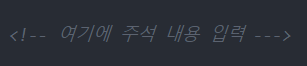 <!-- 여기에 주석 내용 입력 --->